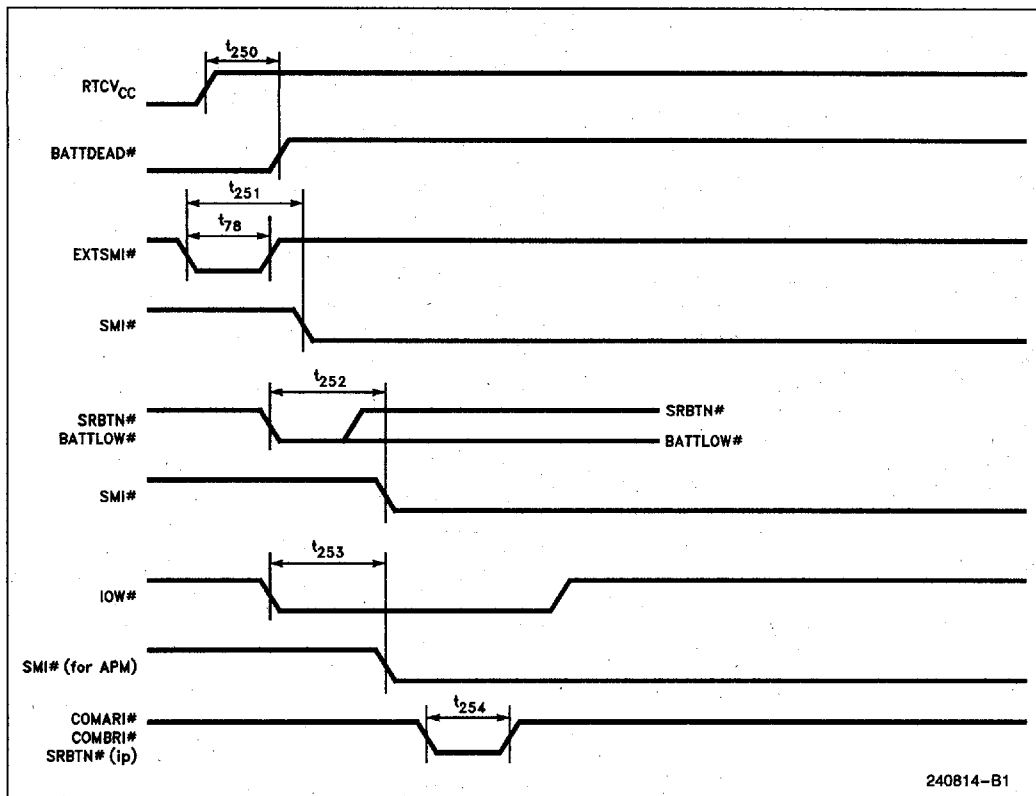 t250
RTCVCC
BATTDEAD#
t251
t78
EXTSMI#
SMI#
t252
SRBTN#
BATTLOW#
SRBTN#
BATTLOW#
SMI#
t253
IOW#
SMI# (for APM)
t254
COMARI#
COMBRI#
SRBTN# (ip)
240814-B1